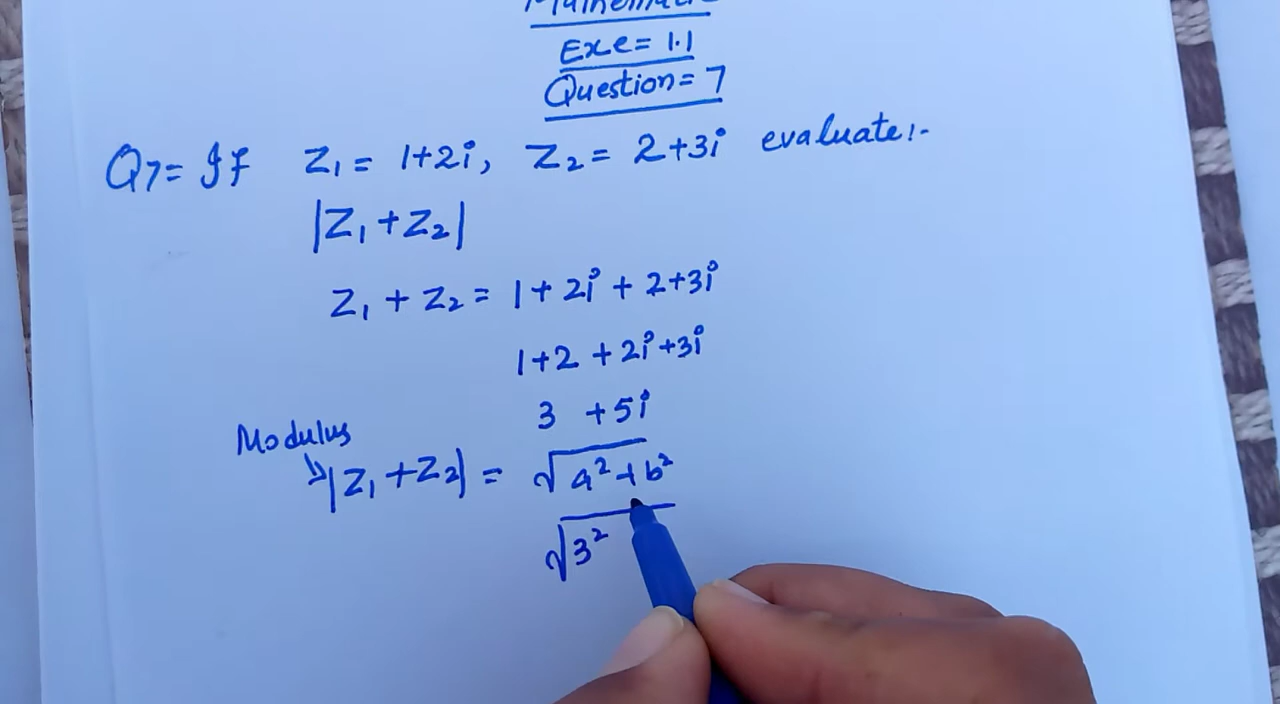 Exe = 1.1
Question = 7
Q7= If Z₁ = 1+2i, Z₂ = 2+3i evaluate:-
|Z₁ + Z₂|
Z₁ + Z₂ = 1 + 2i + 2+3i
1+2 + 2i+3i
3 + 5i
Modulus
|Z₁ + Z₂| = √a² + b²
√3²